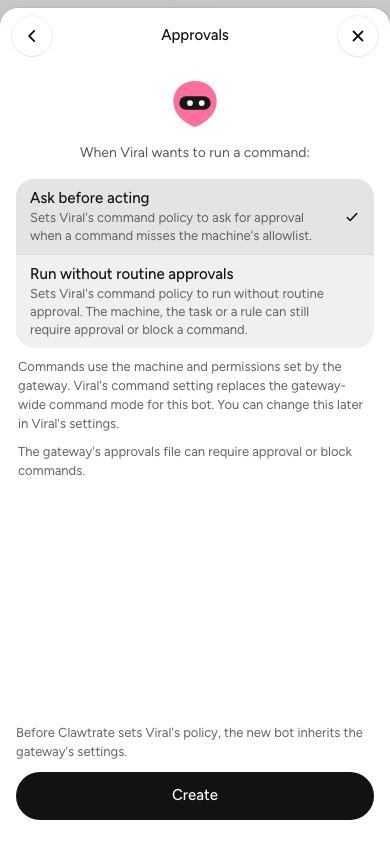 Approvals
When Viral wants to run a command:
Ask before acting
Sets Viral's command policy to ask for approval
when a command misses the machine's allowlist.
Run without routine approvals
Sets Viral's command policy to run without routine
approval. The machine, the task or a rule can still
require approval or block a command.
Commands use the machine and permissions set by the
gateway. Viral's command setting replaces the gateway-
wide command mode for this bot. You can change this later
in Viral's settings.
The gateway's approvals file can require approval or block
commands.
Before Clawtrate sets Viral's policy, the new bot inherits the
gateway's settings.
Create